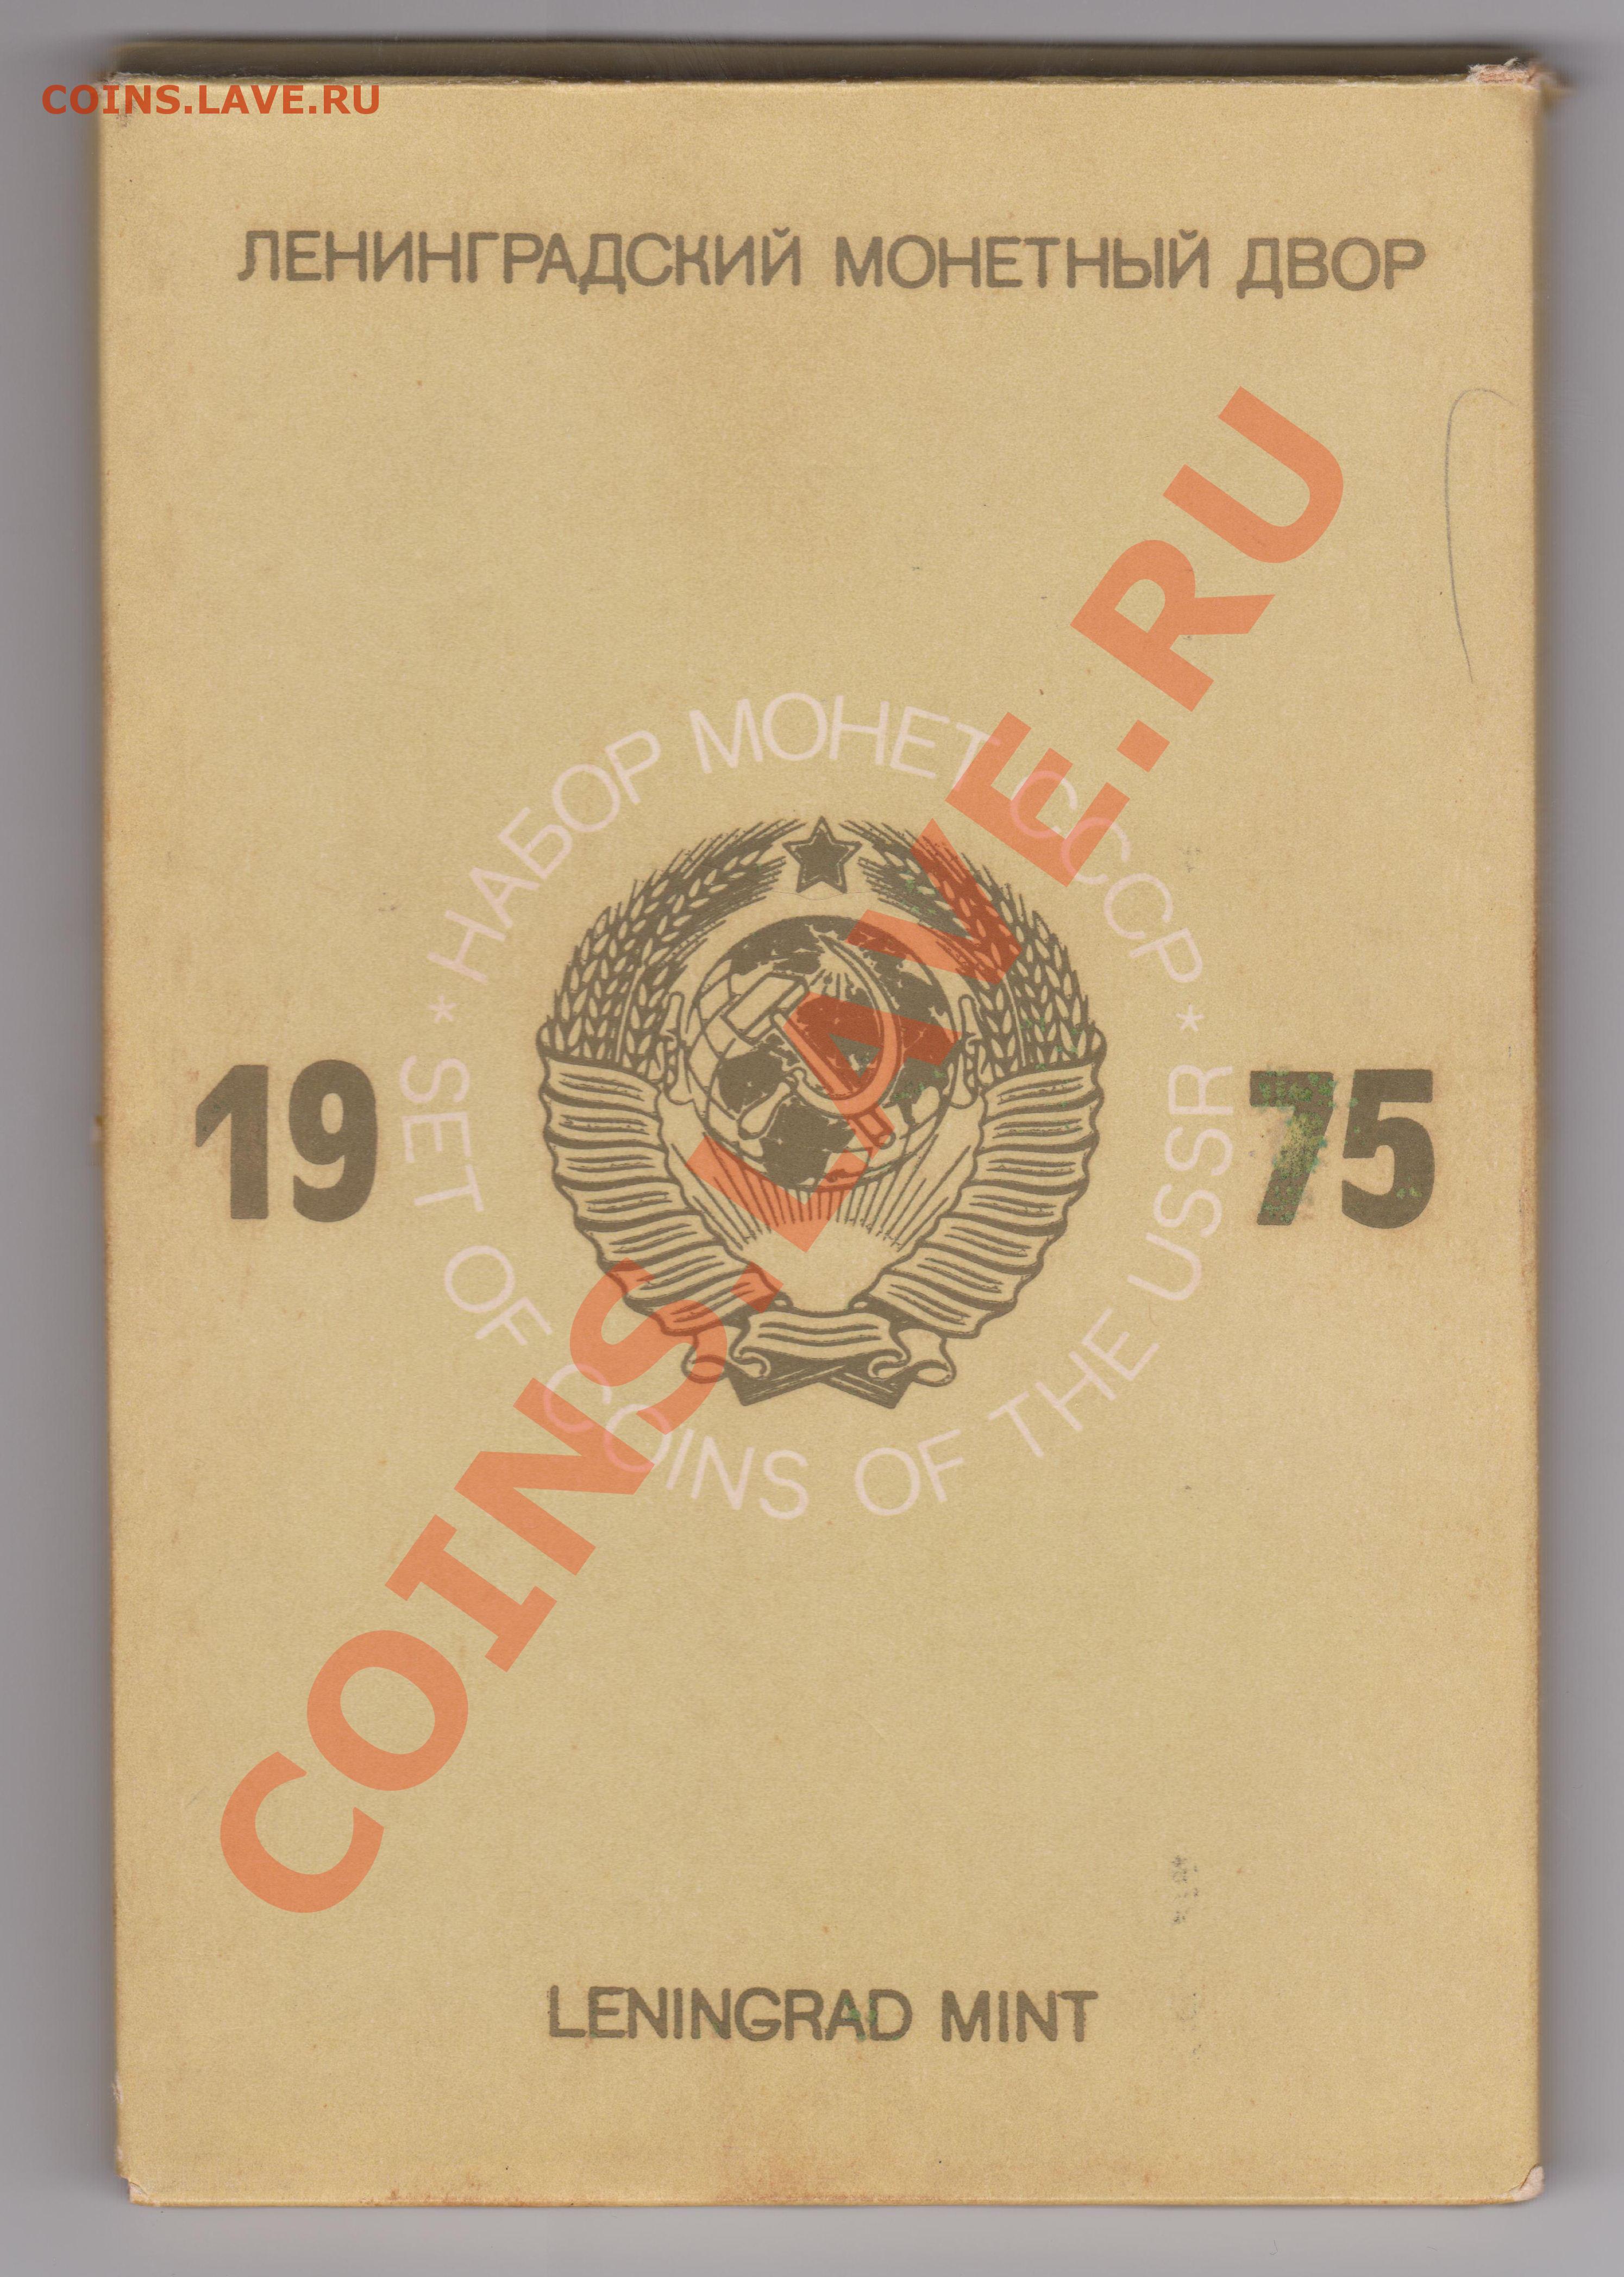 COINS.LAVE.RU
ЛЕНИНГРАДСКИЙ МОНЕТНЫЙ ДВОР
* НАБОР МОНЕТ СССР *
19 75
SET OF COINS OF THE USSR
COINS.LAVE.RU
LENINGRAD MINT